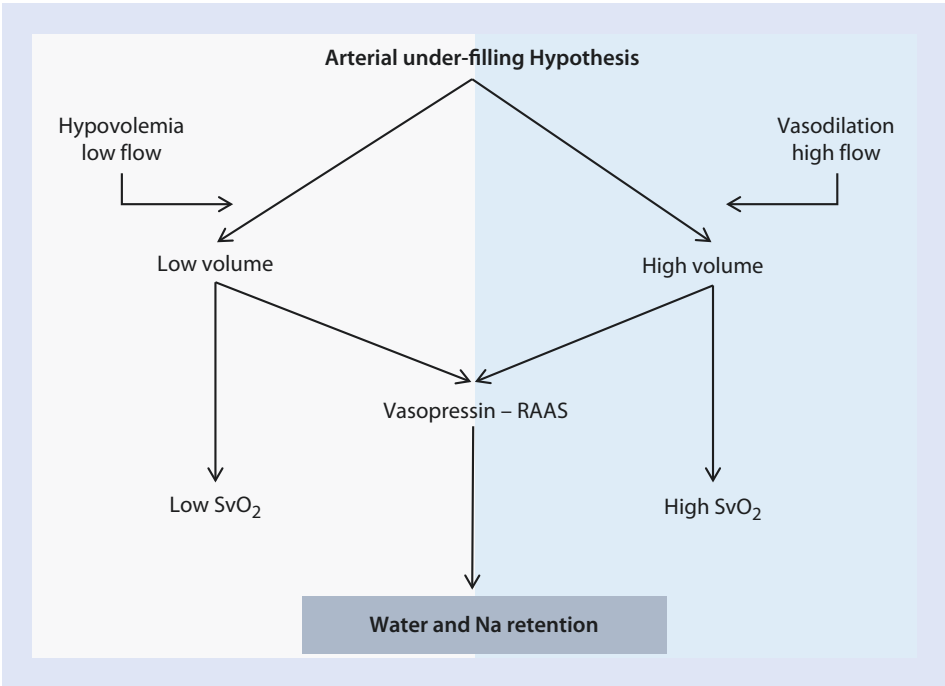 Arterial under-filling Hypothesis
Hypovolemia
low flow
Vasodilation
high flow
Low volume
High volume
Vasopressin – RAAS
Low SvO2
High SvO2
Water and Na retention